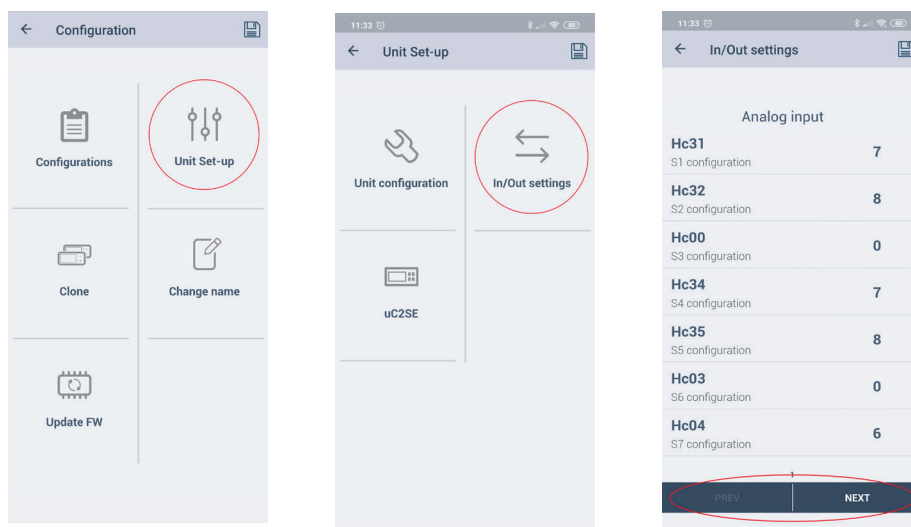 Configuration
Configurations
Unit Set-up
Clone
Change name
Update FW
11:33
Unit Set-up
Unit configuration
In/Out settings
uC2SE
11:33
In/Out settings
Analog input
Hc31
7
S1 configuration
Hc32
8
S2 configuration
Hc00
0
S3 configuration
Hc34
7
S4 configuration
Hc35
8
S5 configuration
Hc03
0
S6 configuration
Hc04
6
S7 configuration
1
PREV
NEXT